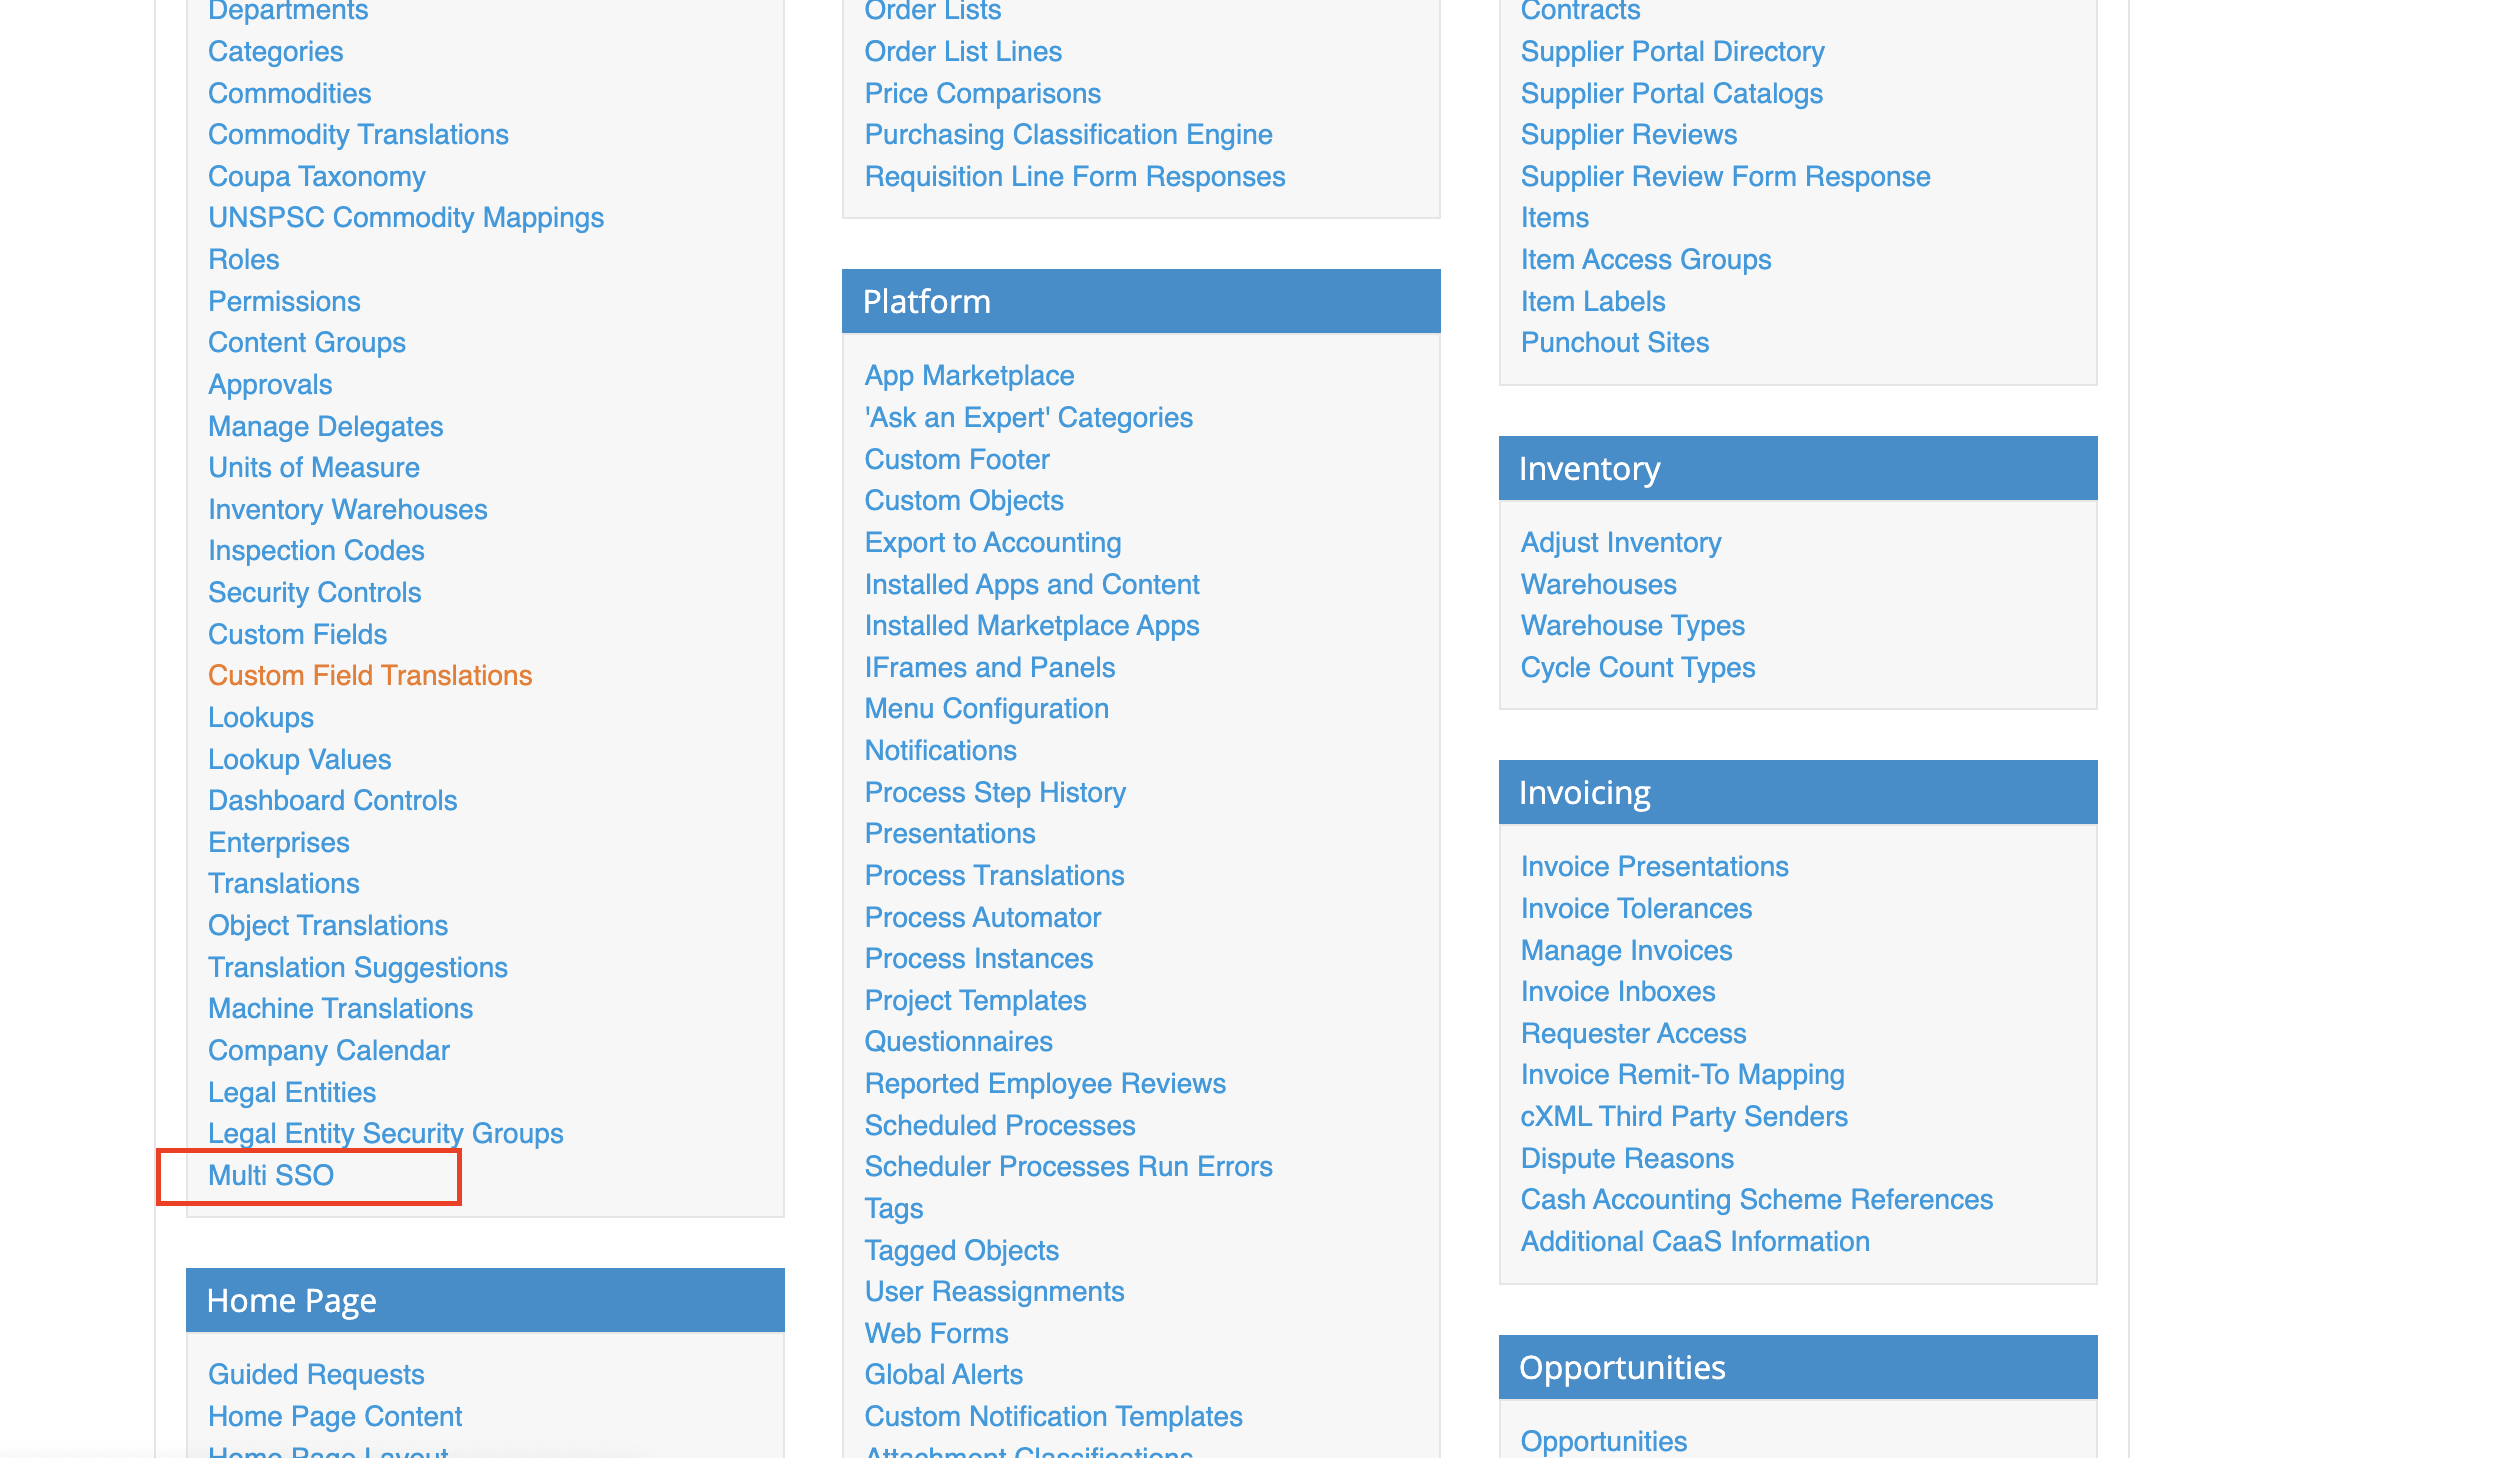 Departments
Categories
Commodities
Commodity Translations
Coupa Taxonomy
UNSPSC Commodity Mappings
Roles
Permissions
Content Groups
Approvals
Manage Delegates
Units of Measure
Inventory Warehouses
Inspection Codes
Security Controls
Custom Fields
Custom Field Translations
Lookups
Lookup Values
Dashboard Controls
Enterprises
Translations
Object Translations
Translation Suggestions
Machine Translations
Company Calendar
Legal Entities
Legal Entity Security Groups
Multi SSO
Home Page
Guided Requests
Home Page Content
Home Page Layout
Order Lists
Order List Lines
Price Comparisons
Purchasing Classification Engine
Requisition Line Form Responses
Platform
App Marketplace
'Ask an Expert' Categories
Custom Footer
Custom Objects
Export to Accounting
Installed Apps and Content
Installed Marketplace Apps
IFrames and Panels
Menu Configuration
Notifications
Process Step History
Presentations
Process Translations
Process Automator
Process Instances
Project Templates
Questionnaires
Reported Employee Reviews
Scheduled Processes
Scheduler Processes Run Errors
Tags
Tagged Objects
User Reassignments
Web Forms
Global Alerts
Custom Notification Templates
Attachment Classifications
Contracts
Supplier Portal Directory
Supplier Portal Catalogs
Supplier Reviews
Supplier Review Form Response
Items
Item Access Groups
Item Labels
Punchout Sites
Inventory
Adjust Inventory
Warehouses
Warehouse Types
Cycle Count Types
Invoicing
Invoice Presentations
Invoice Tolerances
Manage Invoices
Invoice Inboxes
Requester Access
Invoice Remit-To Mapping
cXML Third Party Senders
Dispute Reasons
Cash Accounting Scheme References
Additional CaaS Information
Opportunities
Opportunities